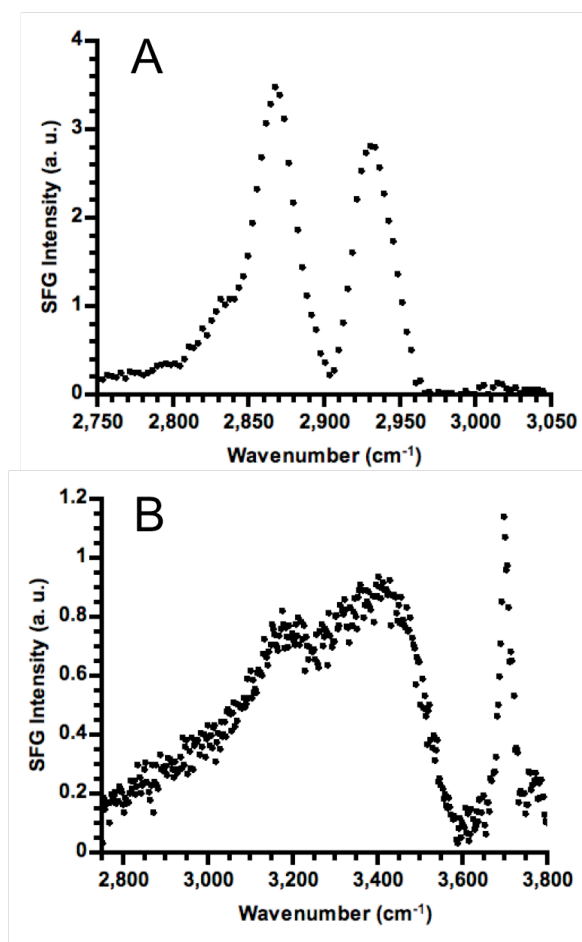 A
SFG Intensity (a. u.)
4
3
2
1
0
2,750 2,800 2,850 2,900 2,950 3,000 3,050
Wavenumber (cm⁻¹)
B
SFG Intensity (a. u.)
1.2
1
0.8
0.6
0.4
0.2
0
2,800 3,000 3,200 3,400 3,600 3,800
Wavenumber (cm⁻¹)